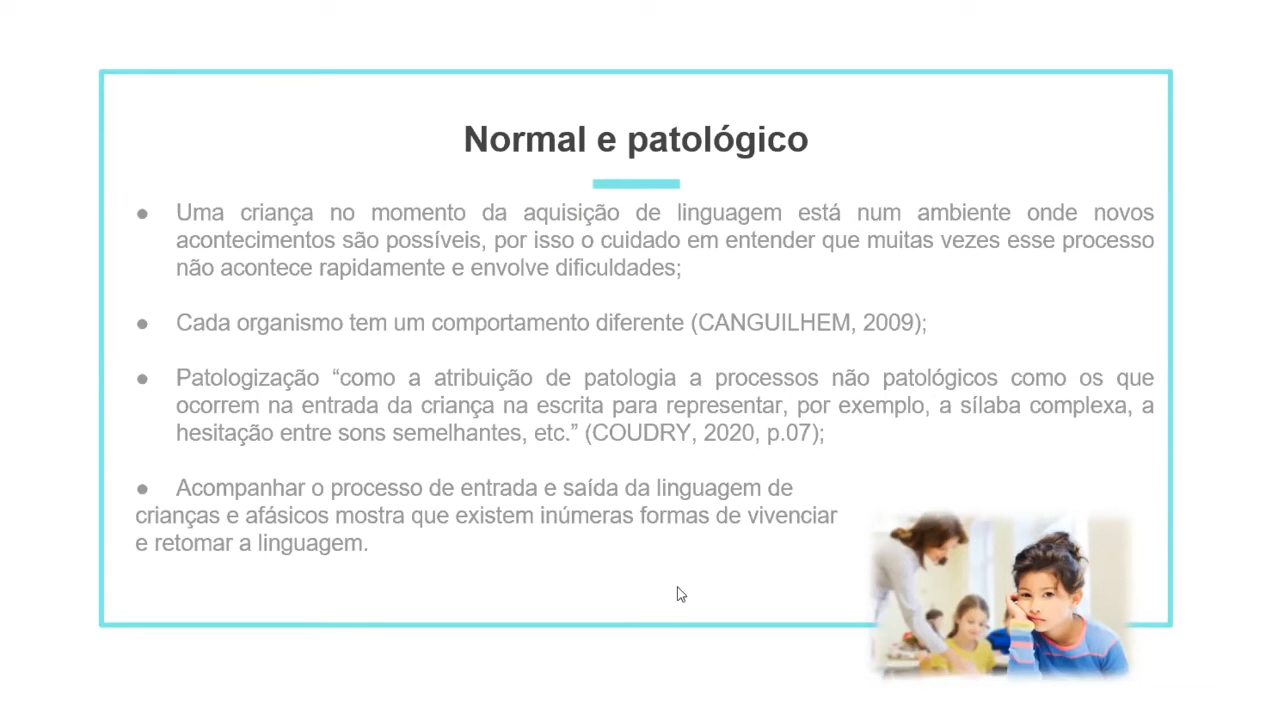 Normal e patológico
● Uma criança no momento da aquisição de linguagem está num ambiente onde novos
acontecimentos são possíveis, por isso o cuidado em entender que muitas vezes esse processo
não acontece rapidamente e envolve dificuldades;
● Cada organismo tem um comportamento diferente (CANGUILHEM, 2009);
● Patologização “como a atribuição de patologia a processos não patológicos como os que
ocorrem na entrada da criança na escrita para representar, por exemplo, a sílaba complexa, a
hesitação entre sons semelhantes, etc.” (COUDRY, 2020, p.07);
● Acompanhar o processo de entrada e saída da linguagem de
crianças e afásicos mostra que existem inúmeras formas de vivenciar
e retomar a linguagem.